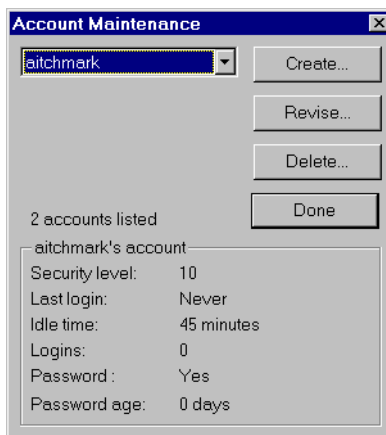 Account Maintenance
aitchmark
Create...
Revise...
Delete...
Done
2 accounts listed
aitchmark's account
Security level: 10
Last login: Never
Idle time: 45 minutes
Logins: 0
Password : Yes
Password age: 0 days